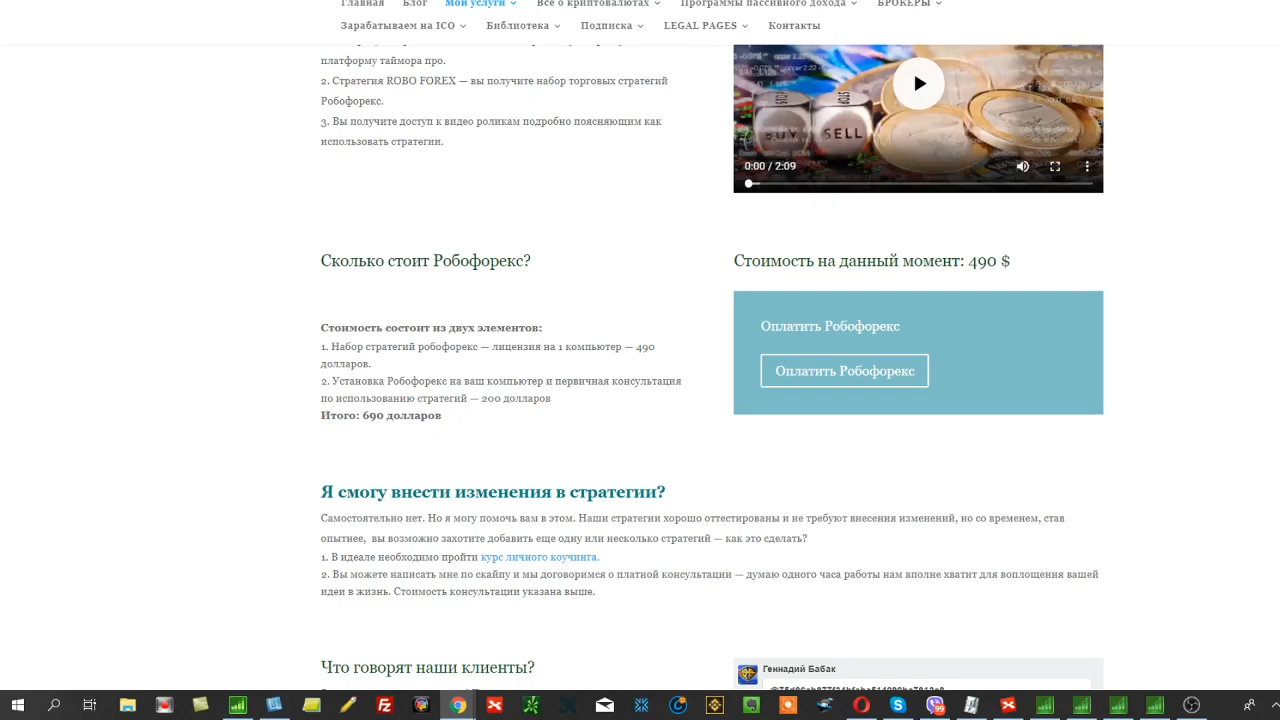 Главная Блог Мои услуги Все о криптовалютах Программы пассивного дохода БРОКЕРЫ
Зарабатываем на ICO Библиотека Подписка LEGAL PAGES Контакты
платформу таймора про.
2. Стратегия ROBO FOREX — вы получите набор торговых стратегий
Робофорекс.
3. Вы получите доступ к видео роликам подробно поясняющим как
использовать стратегии.
BUY SELL
0:00 / 2:09
Сколько стоит Робофорекс?
Стоимость на данный момент: 490 $
Оплатить Робофорекс
Оплатить Робофорекс
Стоимость состоит из двух элементов:
1. Набор стратегий робофорекс — лицензия на 1 компьютер — 490
долларов.
2. Установка Робофорекс на ваш компьютер и первичная консультация
по использованию стратегий — 200 долларов
Итого: 690 долларов
Я смогу внести изменения в стратегии?
Самостоятельно нет. Но я могу помочь вам в этом. Наши стратегии хорошо оттестированы и не требуют внесения изменений, но со временем, став
опытнее, вы возможно захотите добавить еще одну или несколько стратегий — как это сделать?
1. В идеале необходимо пройти курс личного коучинга.
2. Вы можете написать мне по скайпу и мы договоримся о платной консультации — думаю одного часа работы нам вполне хватит для воплощения вашей
идеи в жизнь. Стоимость консультации указана выше.
Что говорят наши клиенты?
Геннадий Бабак
99